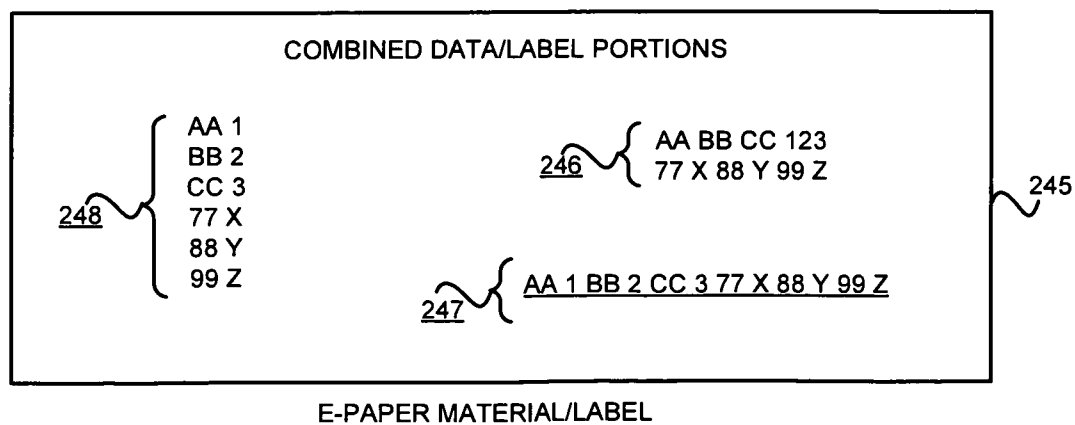 COMBINED DATA/LABEL PORTIONS
248
AA 1
BB 2
CC 3
77 X
88 Y
99 Z
246
AA BB CC 123
77 X 88 Y 99 Z
245
247
AA 1 BB 2 CC 3 77 X 88 Y 99 Z
E-PAPER MATERIAL/LABEL